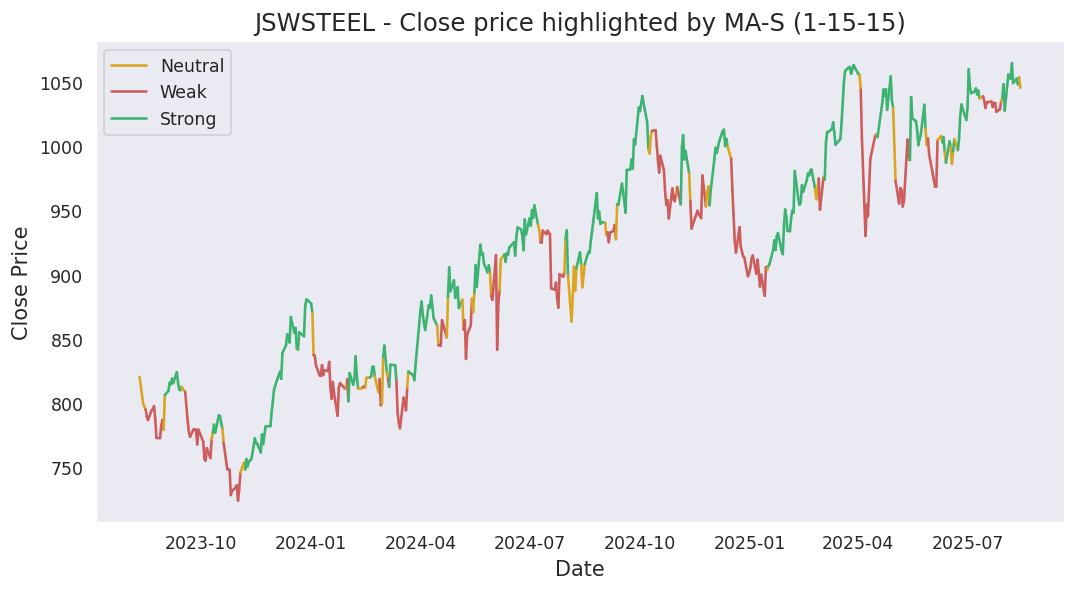 JSWSTEEL - Close price highlighted by MA-S (1-15-15)
Neutral
Weak
Strong
Close Price
1050
1000
950
900
850
800
750
2023-10 2024-01 2024-04 2024-07 2024-10 2025-01 2025-04 2025-07
Date